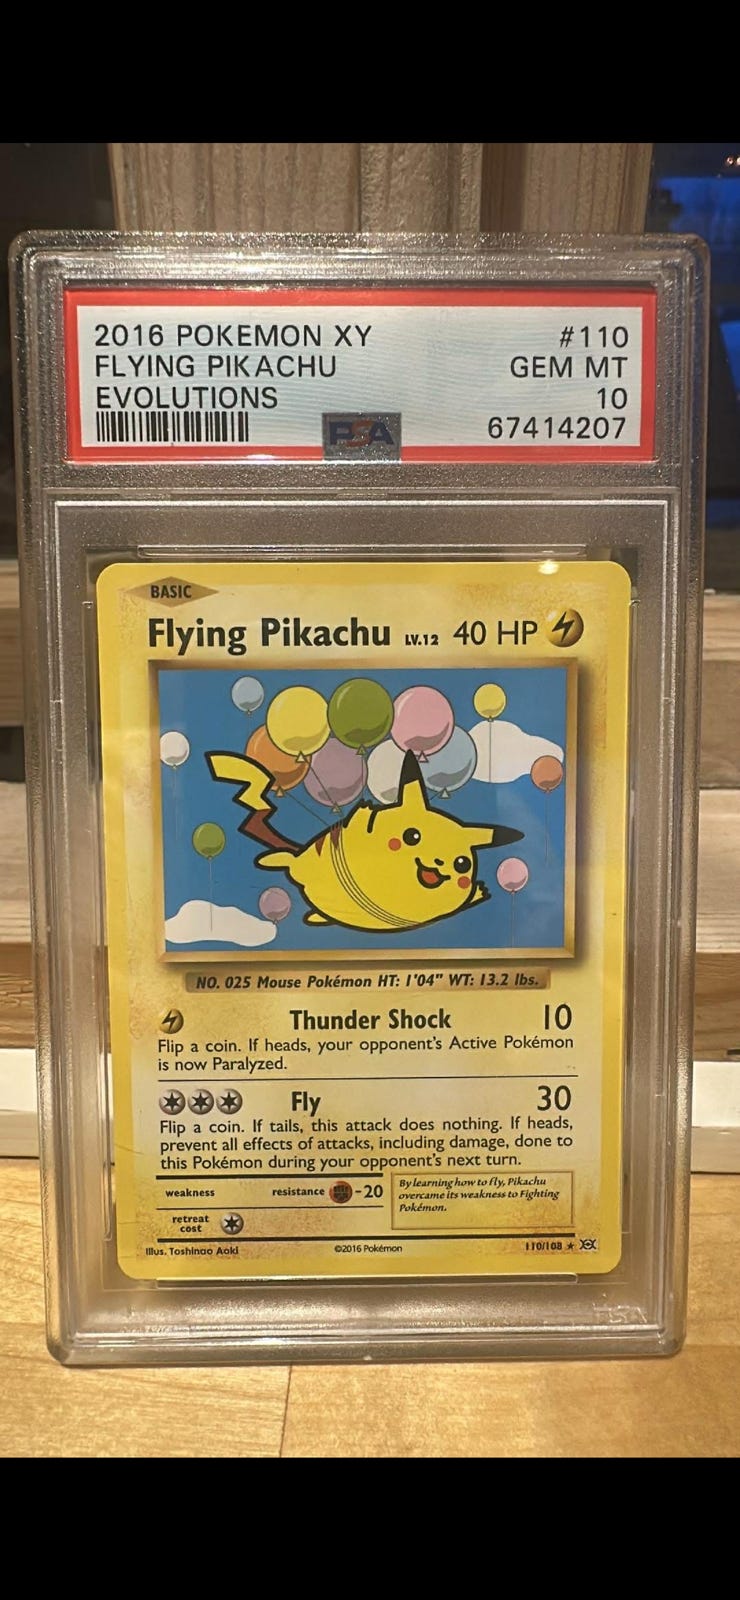 2016 POKEMON XY #110
FLYING PIKACHU GEM MT
EVOLUTIONS 10
PSA 67414207
BASIC
Flying Pikachu LV.12 40 HP
NO. 025 Mouse Pokémon HT: 1'04" WT: 13.2 lbs.
Thunder Shock 10
Flip a coin. If heads, your opponent's Active Pokémon
is now Paralyzed.
Fly 30
Flip a coin. If tails, this attack does nothing. If heads,
prevent all effects of attacks, including damage, done to
this Pokémon during your opponent's next turn.
weakness resistance -20
retreat
cost
By learning how to fly, Pikachu
overcame its weakness to Fighting
Pokémon.
Illus. Toshinao Aoki ©2016 Pokémon 110/108 ★
PSA